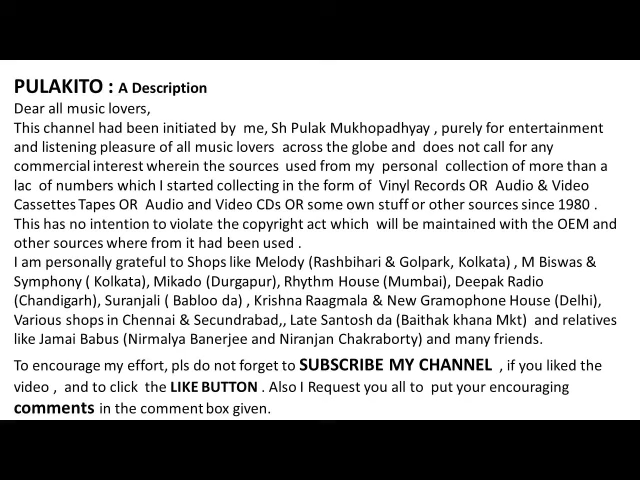 PULAKITO : A Description
Dear all music lovers,
This channel had been initiated by me, Sh Pulak Mukhopadhyay , purely for entertainment
and listening pleasure of all music lovers across the globe and does not call for any
commercial interest wherein the sources used from my personal collection of more than a
lac of numbers which I started collecting in the form of Vinyl Records OR Audio & Video
Cassettes Tapes OR Audio and Video CDs OR some own stuff or other sources since 1980 .
This has no intention to violate the copyright act which will be maintained with the OEM and
other sources where from it had been used .
I am personally grateful to Shops like Melody (Rashbihari & Golpark, Kolkata) , M Biswas &
Symphony ( Kolkata), Mikado (Durgapur), Rhythm House (Mumbai), Deepak Radio
(Chandigarh), Suranjali ( Babloo da) , Krishna Raagmala & New Gramophone House (Delhi),
Various shops in Chennai & Secundrabad,, Late Santosh da (Baithak khana Mkt) and relatives
like Jamai Babus (Nirmalya Banerjee and Niranjan Chakraborty) and many friends.
To encourage my effort, pls do not forget to SUBSCRIBE MY CHANNEL , if you liked the
video , and to click the LIKE BUTTON . Also I Request you all to put your encouraging
comments in the comment box given.